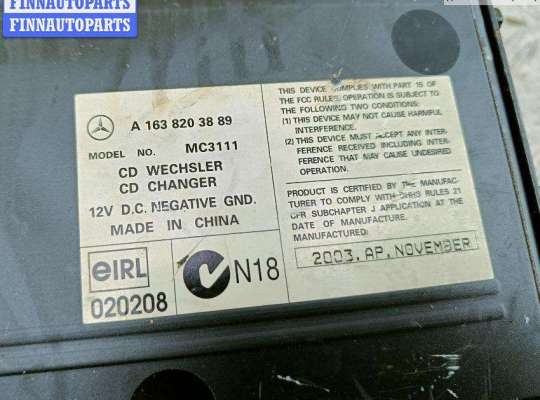 FINNAUTOPARTS
FINNAUTOPARTS
A 163 820 38 89
MODEL NO. MC3111
CD WECHSLER
CD CHANGER
12V D.C. NEGATIVE GND.
MADE IN CHINA
eIRL
020208
N18
THIS DEVICE COMPLIES WITH PART 15 OF
THE FCC RULES, OPERATION IS SUBJECT TO
THE FOLLOWING TWO CONDITIONS:
(1) THIS DEVICE MAY NOT CAUSE HARMFUL
INTERFERENCE.
(2) THIS DEVICE MUST ACCEPT ANY INTER-
FERENCE RECEIVED INCLUDING INTER-
FERENCE THAT MAY CAUSE UNDESIRED
OPERATION.
PRODUCT IS CERTIFIED BY THE MANUFAC-
TURER TO COMPLY WITH DHHS RULES 21
CFR SUBCHAPTER J APPLICATION AT THE
DATE OF MANUFACTURE.
MANUFACTURED:
2003. AP. NOVEMBER